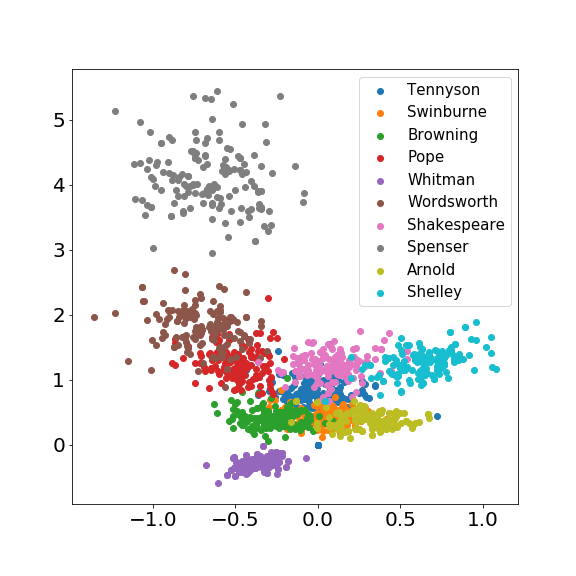 Tennyson
Swinburne
Browning
Pope
Whitman
Wordsworth
Shakespeare
Spenser
Arnold
Shelley
5
4
3
2
1
0
−1.0 −0.5 0.0 0.5 1.0